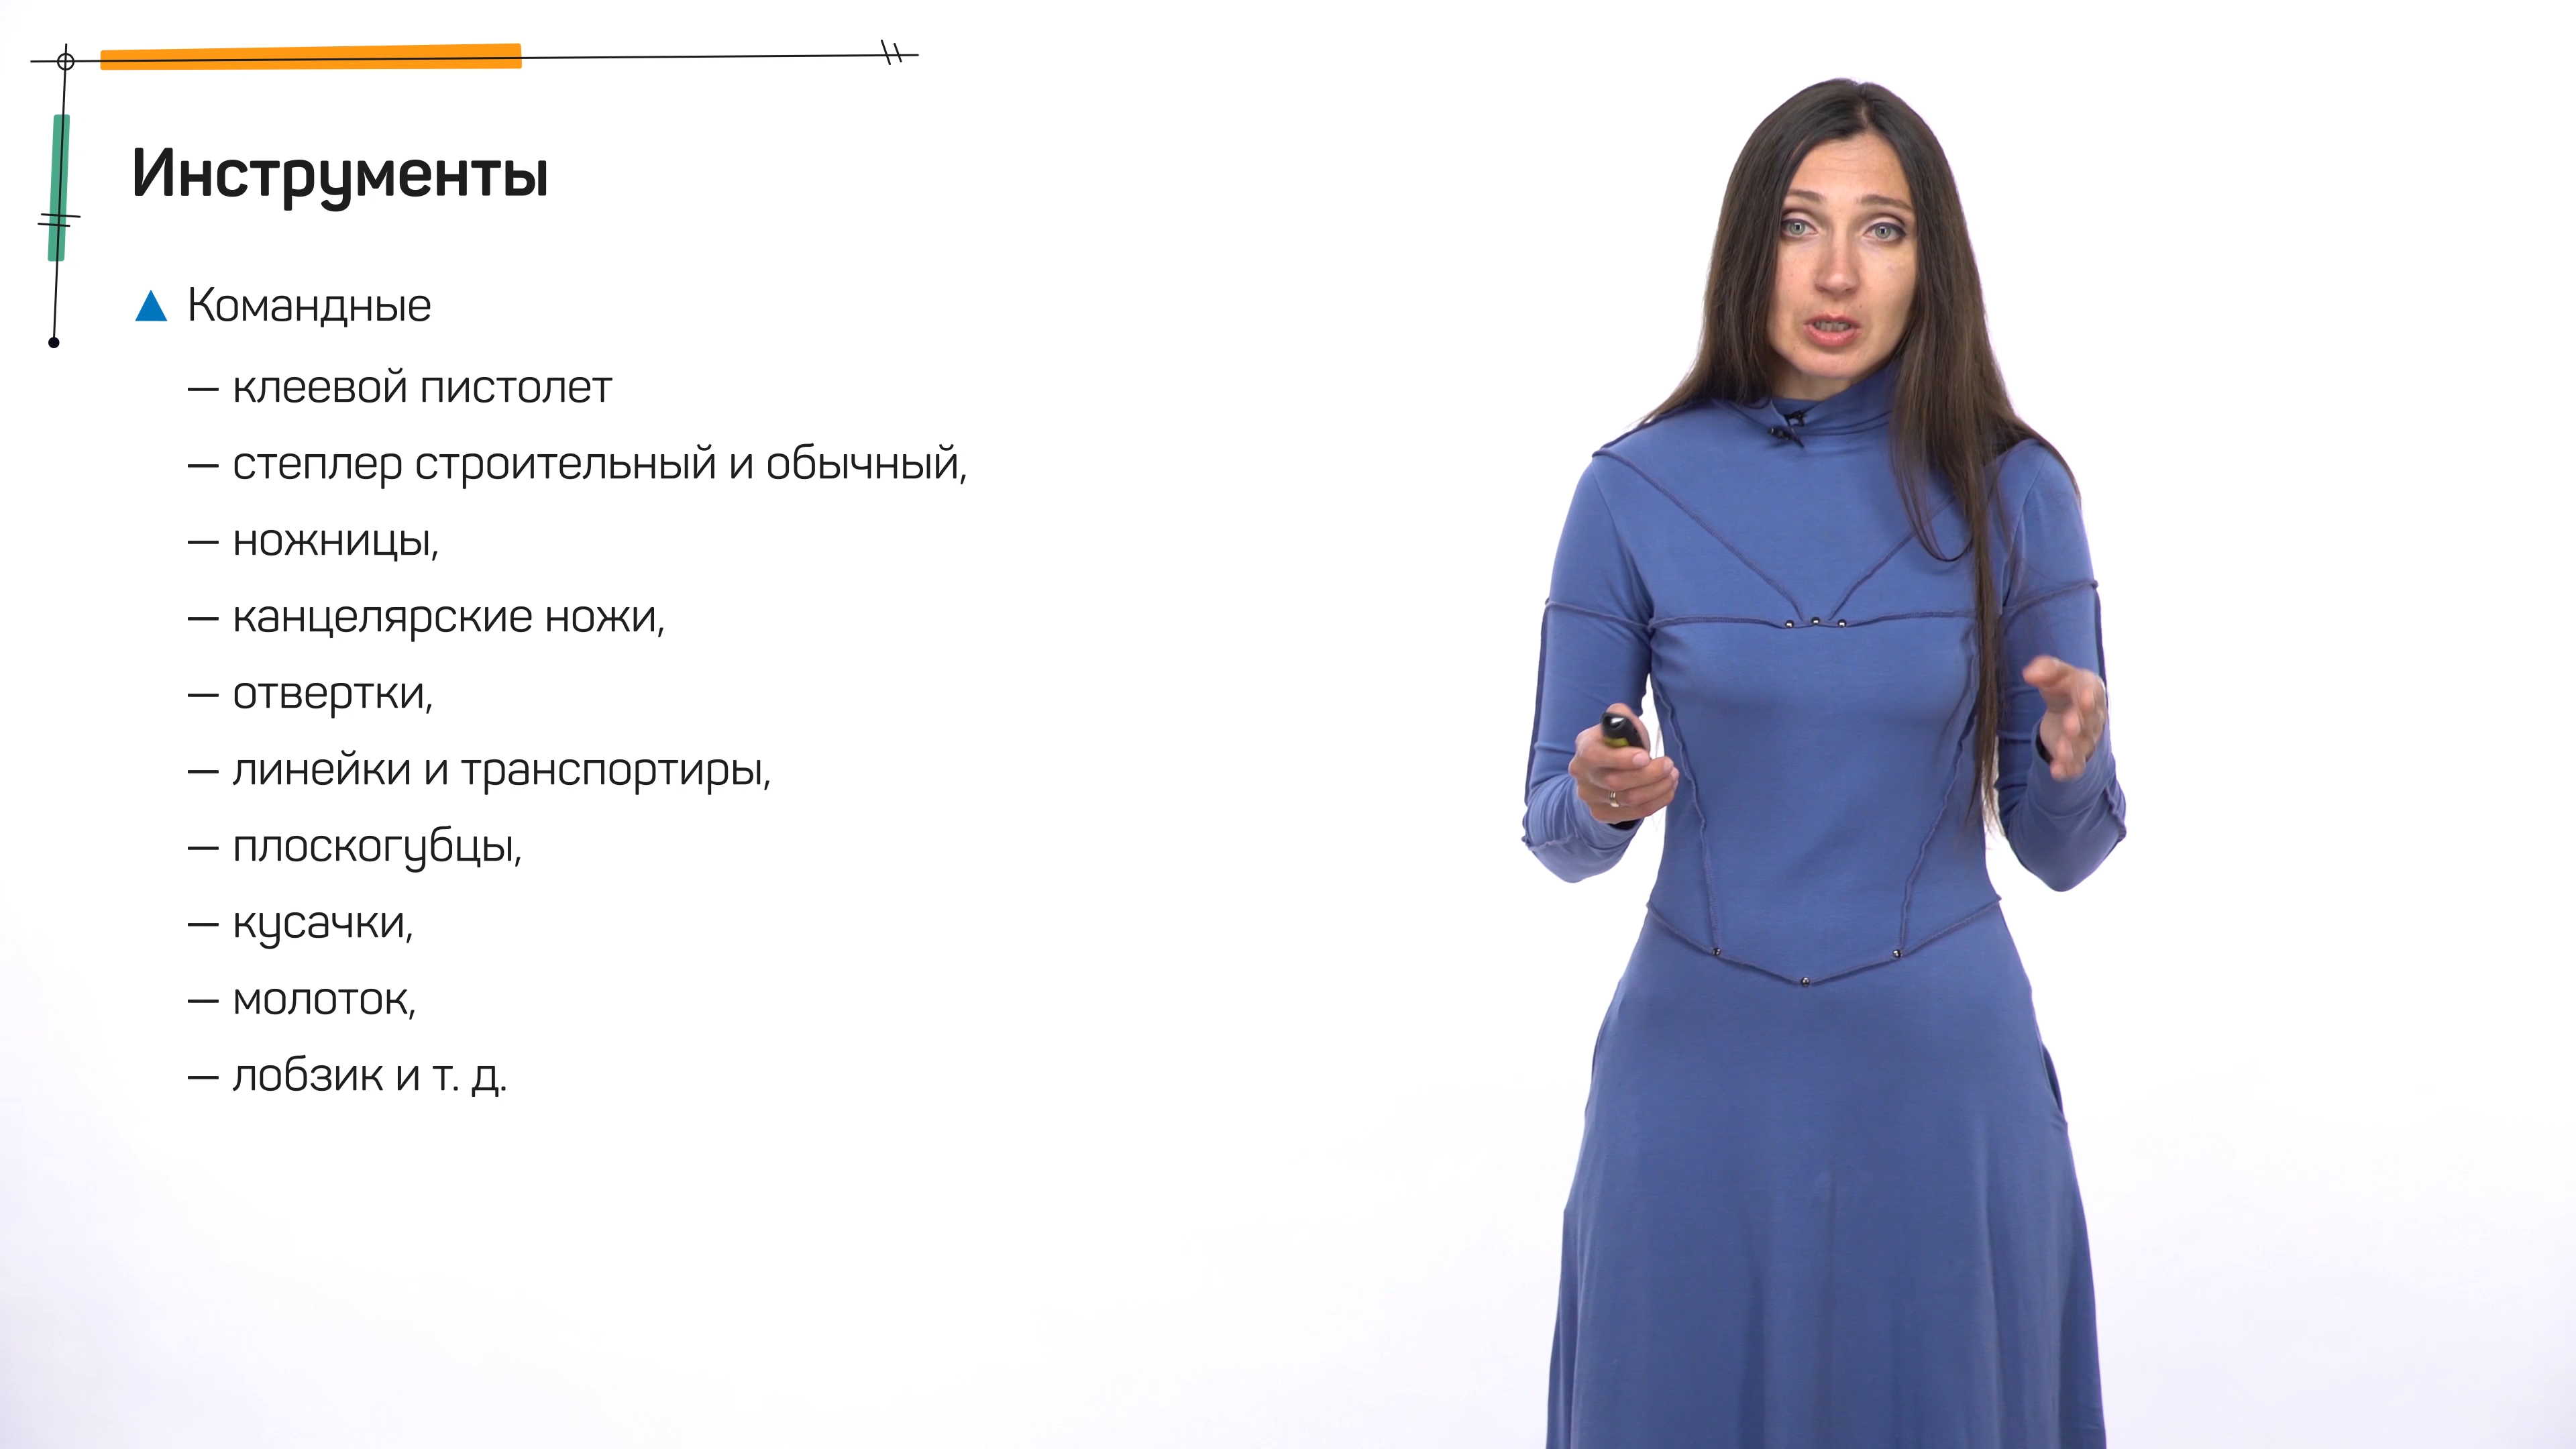 Инструменты
▲ Командные
— клеевой пистолет
— степлер строительный и обычный,
— ножницы,
— канцелярские ножи,
— отвертки,
— линейки и транспортиры,
— плоскогубцы,
— кусачки,
— молоток,
— лобзик и т. д.